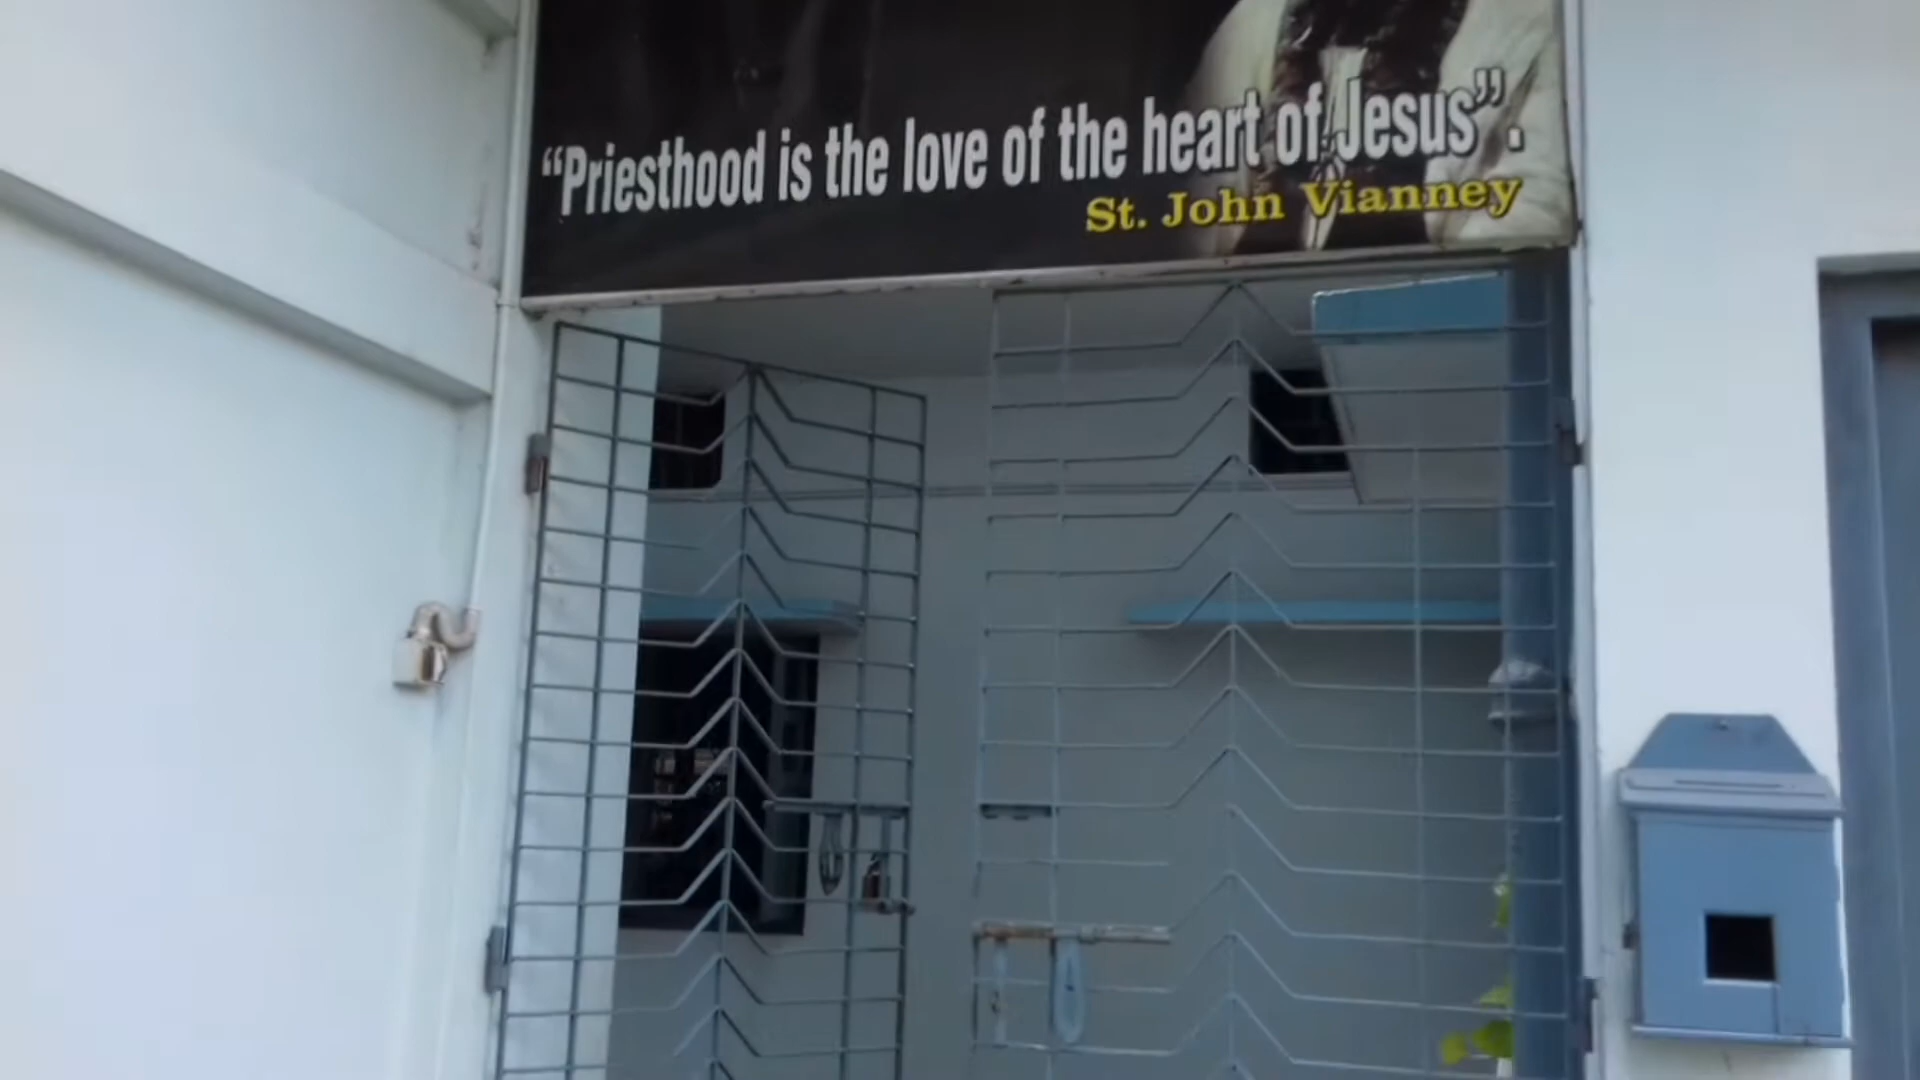 “Priesthood is the love of the heart of Jesus”.
St. John Vianney